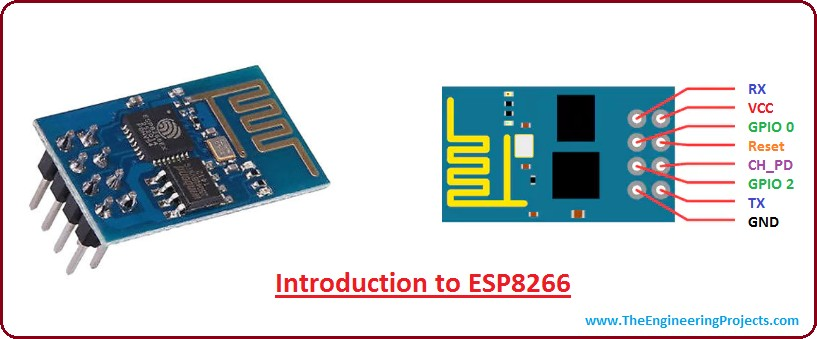 RX
VCC
GPIO 0
Reset
CH_PD
GPIO 2
TX
GND
Introduction to ESP8266
www.TheEngineeringProjects.com